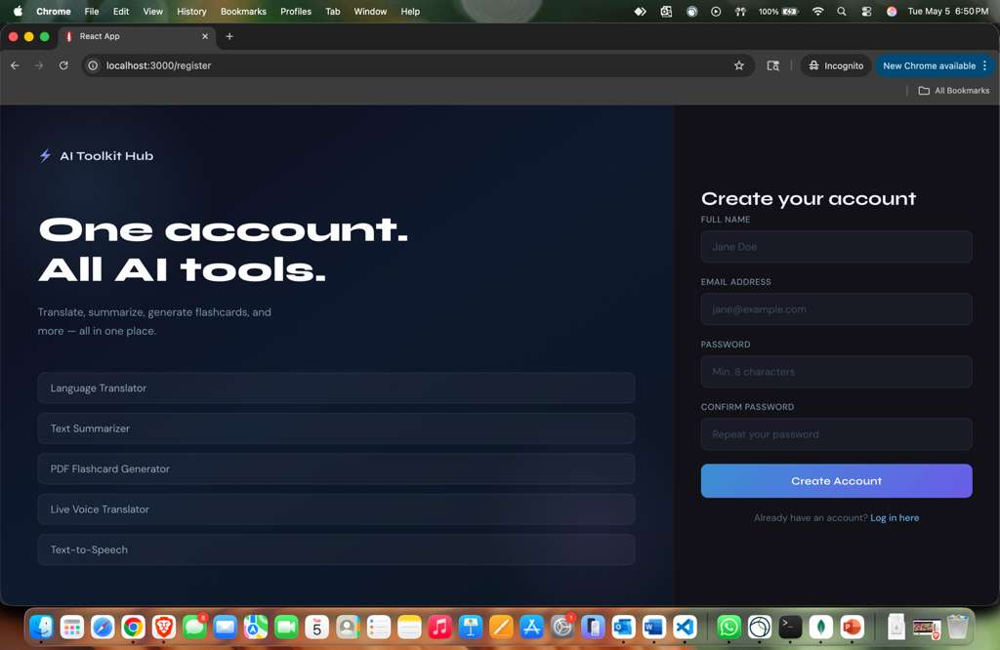 Chrome File Edit View History Bookmarks Profiles Tab Window Help 100% Tue May 5 6:50 PM
React App
localhost:3000/register Incognito New Chrome available
All Bookmarks
AI Toolkit Hub
One account.
All AI tools.
Translate, summarize, generate flashcards, and
more — all in one place.
Language Translator
Text Summarizer
PDF Flashcard Generator
Live Voice Translator
Text-to-Speech
Create your account
FULL NAME
Jane Doe
EMAIL ADDRESS
jane@example.com
PASSWORD
Min. 8 characters
CONFIRM PASSWORD
Repeat your password
Create Account
Already have an account? Log in here